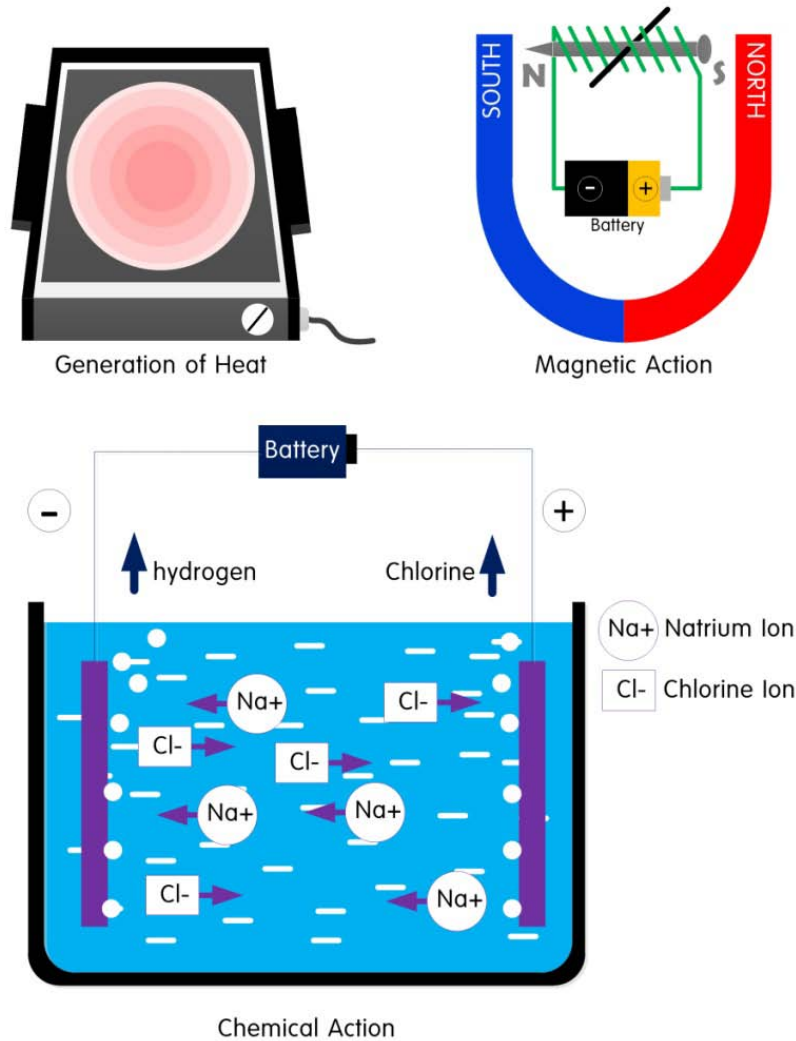 SOUTH
N
S
NORTH
- +
Battery
Generation of Heat
Magnetic Action
Battery
- +
hydrogen
Chlorine
Na+ Natrium Ion
Cl- Chlorine Ion
Na+
Cl-
Cl-
Cl-
Na+
Na+
Cl-
Na+
Chemical Action